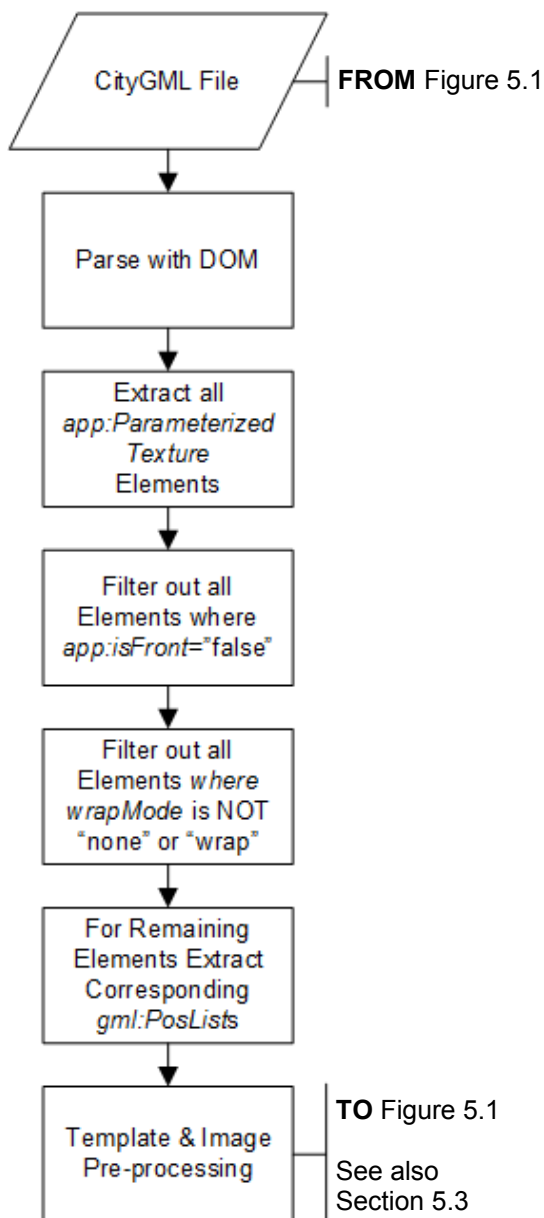 CityGML File
FROM Figure 5.1
Parse with DOM
Extract all
app:Parameterized
Texture
Elements
Filter out all
Elements where
app:isFront=”false”
Filter out all
Elements where
wrapMode is NOT
“none” or “wrap”
For Remaining
Elements Extract
Corresponding
gml:PosLists
Template & Image
Pre-processing
TO Figure 5.1
See also
Section 5.3